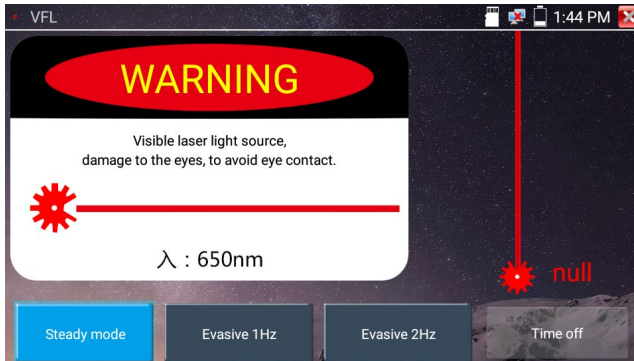 VFL
1:44 PM
WARNING
Visible laser light source,
damage to the eyes, to avoid eye contact.
入 : 650nm
null
Steady mode
Evasive 1Hz
Evasive 2Hz
Time off